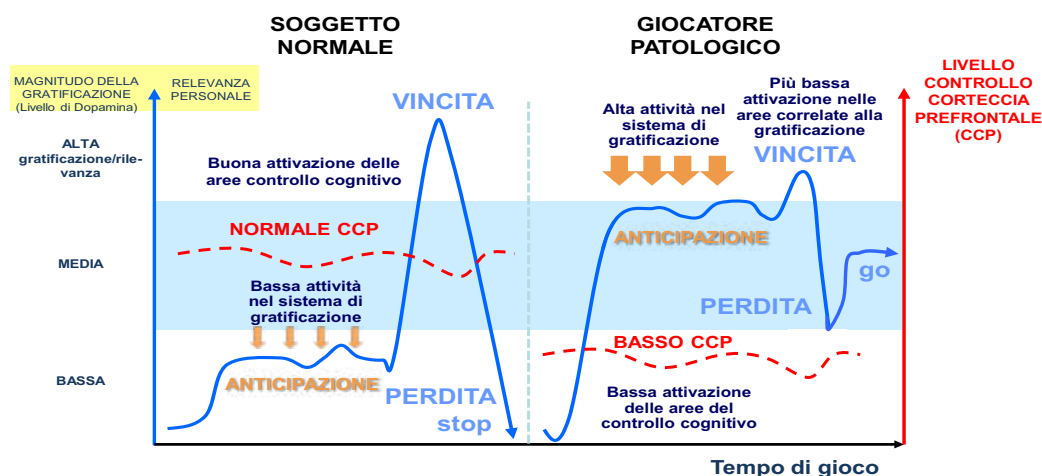 SOGGETTO
NORMALE
GIOCATORE
PATOLOGICO
MAGNITUDO DELLA
GRATIFICAZIONE
(Livello di Dopamina)
RELEVANZA
PERSONALE
ALTA
gratificazione/rile-
vanza
MEDIA
BASSA
VINCITA
Buona attivazione delle
aree controllo cognitivo
NORMALE CCP
Bassa attività
nel sistema di
gratificazione
ANTICIPAZIONE
PERDITA
stop
Alta attività nel
sistema di
gratificazione
Più bassa
attivazione nelle
aree correlate alla
gratificazione
VINCITA
ANTICIPAZIONE
PERDITA
go
BASSO CCP
Bassa attivazione
delle aree del
controllo cognitivo
LIVELLO
CONTROLLO
CORTECCIA
PREFRONTALE
(CCP)
Tempo di gioco